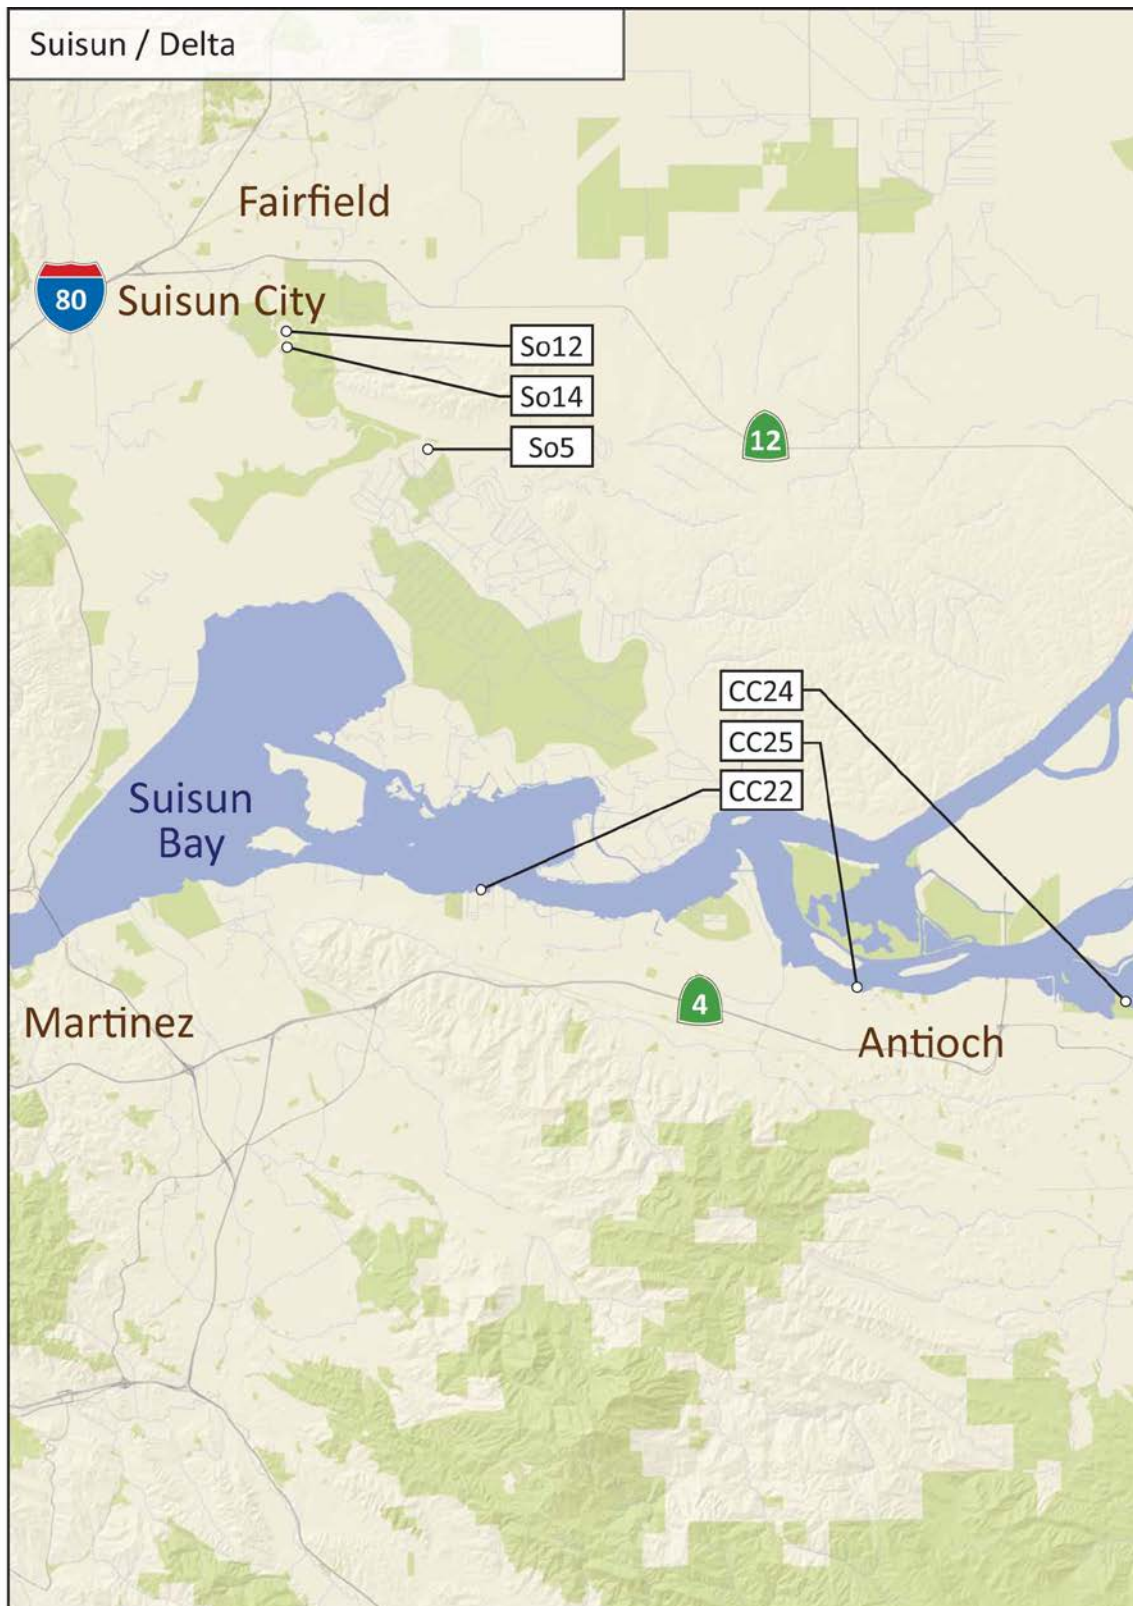 Suisun / Delta
Fairfield
80
Suisun City
So12
So14
So5
12
CC24
CC25
CC22
Suisun
Bay
4
Martinez
Antioch